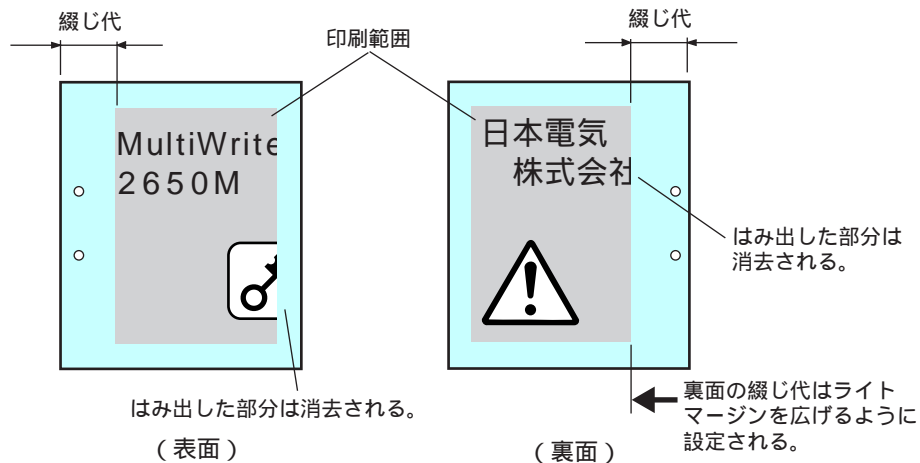 綴じ代
印刷範囲
綴じ代
MultiWrite
2650M
日本電気
株式会社
はみ出した部分は
消去される。
はみ出した部分は消去される。
裏面の綴じ代はライト
マージンを広げるように
設定される。
(表面)
(裏面)